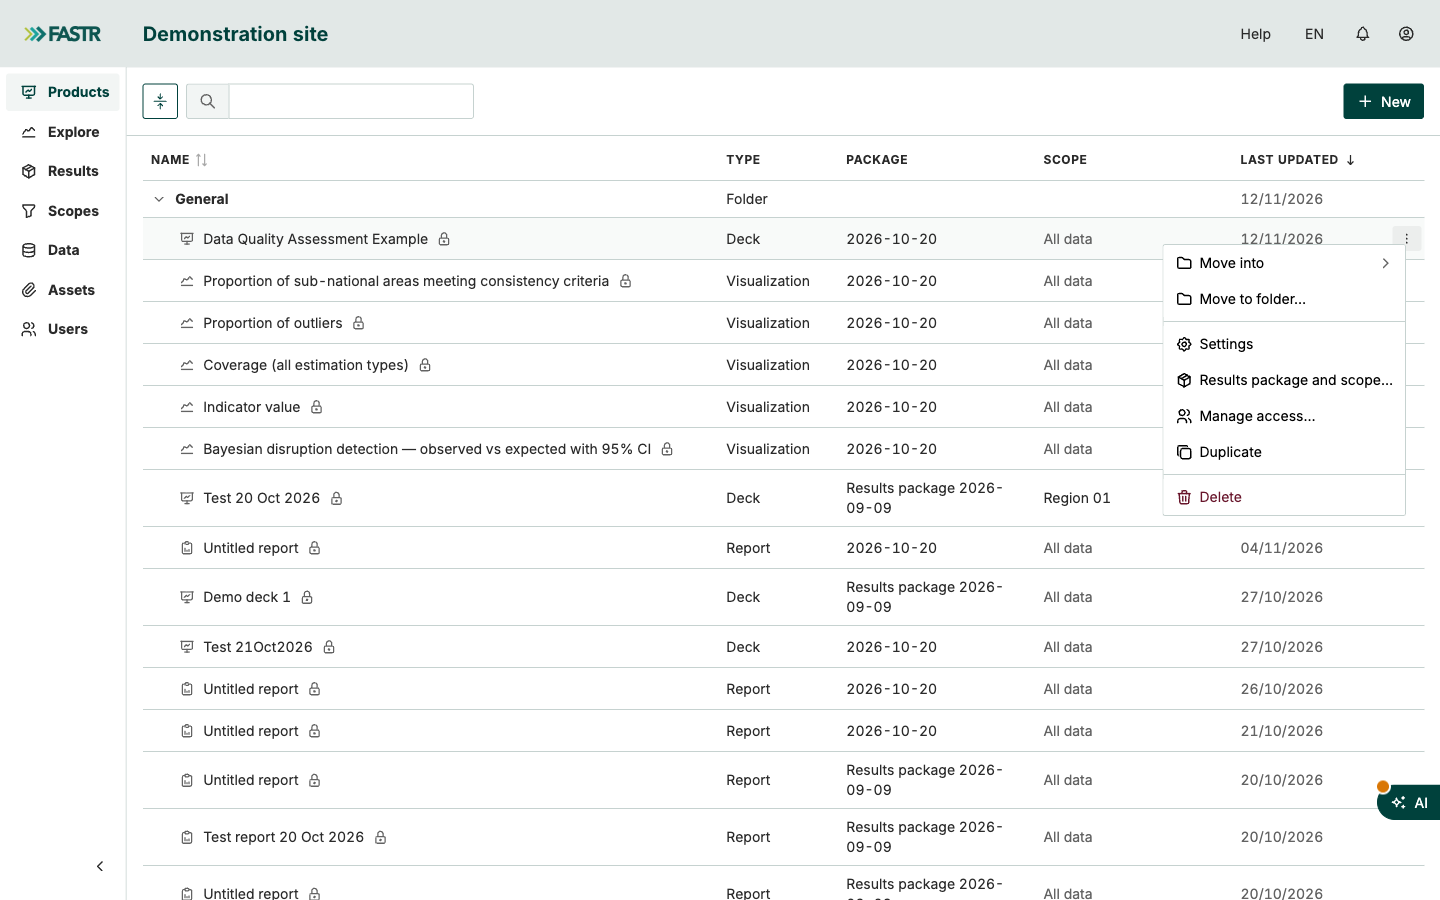 FASTR
Demonstration site
Help
EN
Products
Explore
Results
Scopes
Data
Assets
Users
New
NAME TYPE PACKAGE SCOPE LAST UPDATED
General Folder 12/11/2026
Data Quality Assessment Example Deck 2026-10-20 All data 12/11/2026
Proportion of sub-national areas meeting consistency criteria Visualization 2026-10-20 All data
Proportion of outliers Visualization 2026-10-20 All data
Coverage (all estimation types) Visualization 2026-10-20 All data
Indicator value Visualization 2026-10-20 All data
Bayesian disruption detection — observed vs expected with 95% CI Visualization 2026-10-20 All data
Test 20 Oct 2026 Deck Results package 2026-
09-09 Region 01
Untitled report Report 2026-10-20 All data 04/11/2026
Demo deck 1 Deck Results package 2026-
09-09 All data 27/10/2026
Test 21Oct2026 Deck 2026-10-20 All data 27/10/2026
Untitled report Report 2026-10-20 All data 26/10/2026
Untitled report Report 2026-10-20 All data 21/10/2026
Untitled report Report Results package 2026-
09-09 All data 20/10/2026
Test report 20 Oct 2026 Report Results package 2026-
09-09 All data 20/10/2026
Untitled report Report Results package 2026- All data 20/10/2026
Move into
Move to folder...
Settings
Results package and scope...
Manage access...
Duplicate
Delete
AI